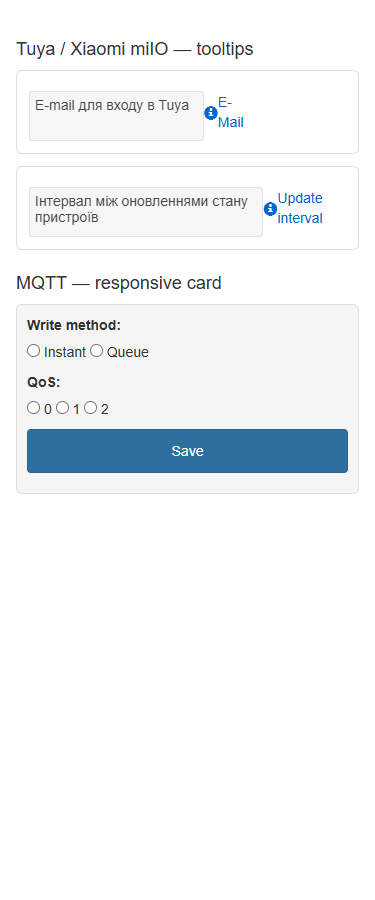 Tuya / Xiaomi miIO — tooltips
E-mail для входу в Tuya
E-
Mail
Інтервал між оновленнями стану
пристроїв
Update
interval
MQTT — responsive card
Write method:
Instant Queue
QoS:
0 1 2
Save